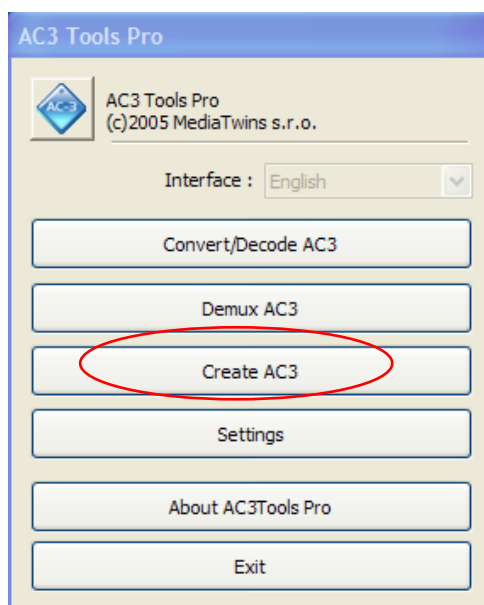 AC3 Tools Pro
AC-3
AC3 Tools Pro
(c)2005 MediaTwins s.r.o.
Interface : English
Convert/Decode AC3
Demux AC3
Create AC3
Settings
About AC3Tools Pro
Exit